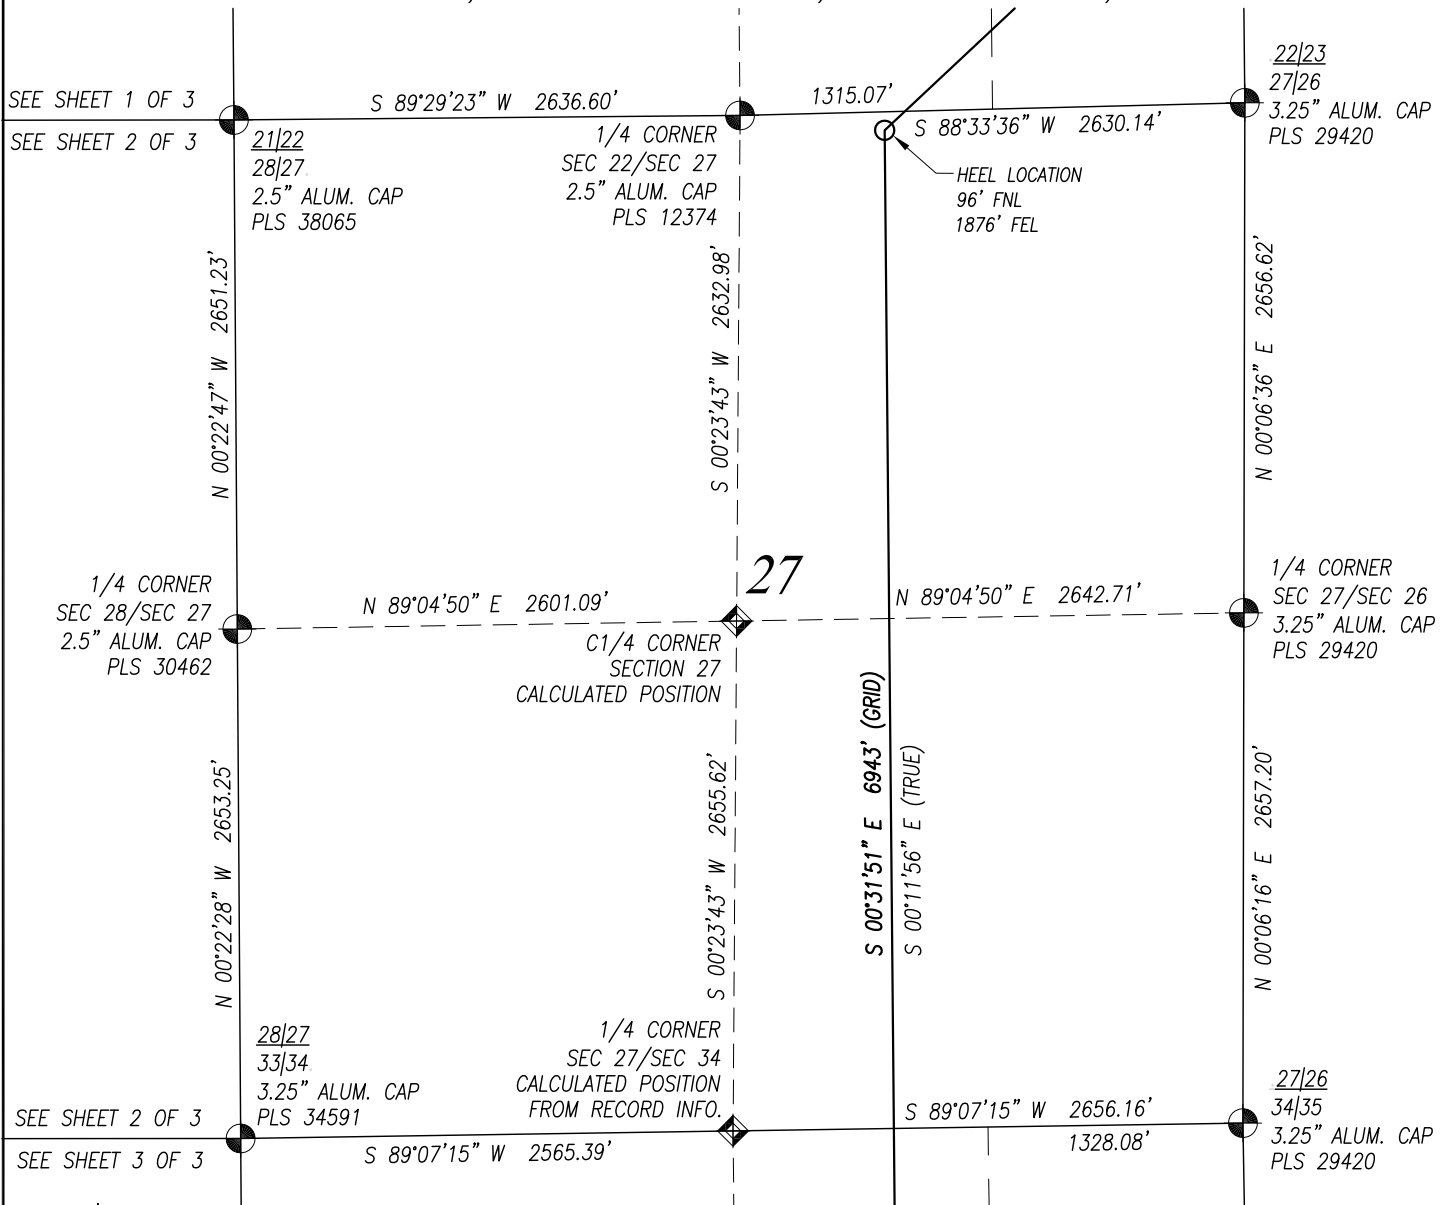 SEE SHEET 1 OF 3
SEE SHEET 2 OF 3
S 89°29'23" W 2636.60'
1315.07'
S 88°33'36" W 2630.14'
22|23
27|26
3.25" ALUM. CAP
PLS 29420
21|22
28|27
2.5" ALUM. CAP
PLS 38065
1/4 CORNER
SEC 22/SEC 27
2.5" ALUM. CAP
PLS 12374
HEEL LOCATION
96' FNL
1876' FEL
N 00°22'47" W 2651.23'
S 00°23'43" W 2632.98'
N 00°06'36" E 2656.62'
27
1/4 CORNER
SEC 28/SEC 27
2.5" ALUM. CAP
PLS 30462
N 89°04'50" E 2601.09'
N 89°04'50" E 2642.71'
1/4 CORNER
SEC 27/SEC 26
3.25" ALUM. CAP
PLS 29420
C1/4 CORNER
SECTION 27
CALCULATED POSITION
N 00°22'28" W 2653.25'
S 00°23'43" W 2655.62'
S 00°31'51" E 6943' (GRID)
S 00°11'56" E (TRUE)
N 00°06'16" E 2657.20'
28|27
33|34
3.25" ALUM. CAP
PLS 34591
1/4 CORNER
SEC 27/SEC 34
CALCULATED POSITION
FROM RECORD INFO.
27|26
34|35
3.25" ALUM. CAP
PLS 29420
SEE SHEET 2 OF 3
SEE SHEET 3 OF 3
S 89°07'15" W 2565.39'
S 89°07'15" W 2656.16'
1328.08'